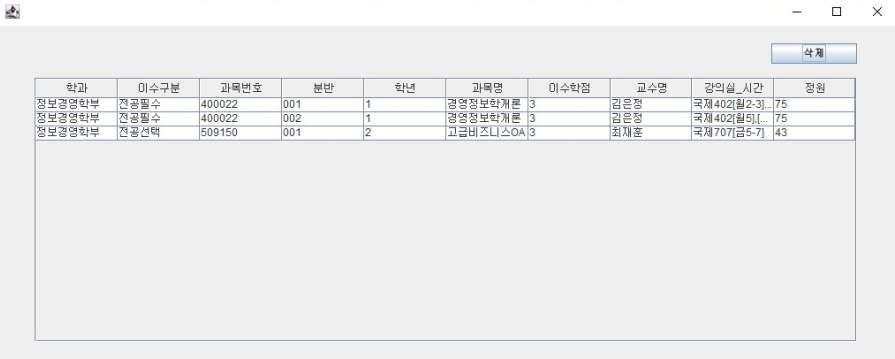 삭제
학과 이수구분 과목번호 분반 학년 과목명 이수학점 교수명 강의실_시간 정원
정보경영학부 전공필수 400022 001 1 경영정보학개론 3 김은정 국제402[월2-3]... 75
정보경영학부 전공필수 400022 002 1 경영정보학개론 3 김은정 국제402[월5],[... 75
정보경영학부 전공선택 509150 001 2 고급비즈니스OA 3 최재훈 국제707[금5-7] 43